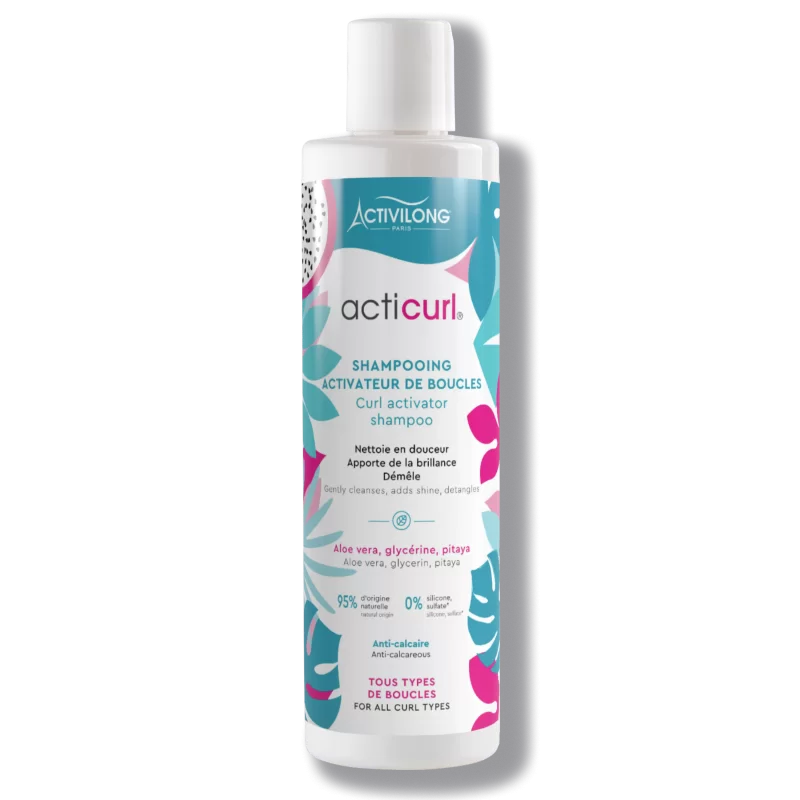 ACTIVILONG
PARIS
acticurl®
SHAMPOOING
ACTIVATEUR DE BOUCLES
Curl activator
shampoo
Nettoie en douceur
Apporte de la brillance
Démêle
Gently cleanses, adds shine, detangles
Aloe vera, glycérine, pitaya
Aloe vera, glycerin, pitaya
95% d'origine
naturelle
natural origin
0% silicone,
sulfate*
silicone, sulfate*
Anti-calcaire
Anti-calcareous
TOUS TYPES
DE BOUCLES
FOR ALL CURL TYPES